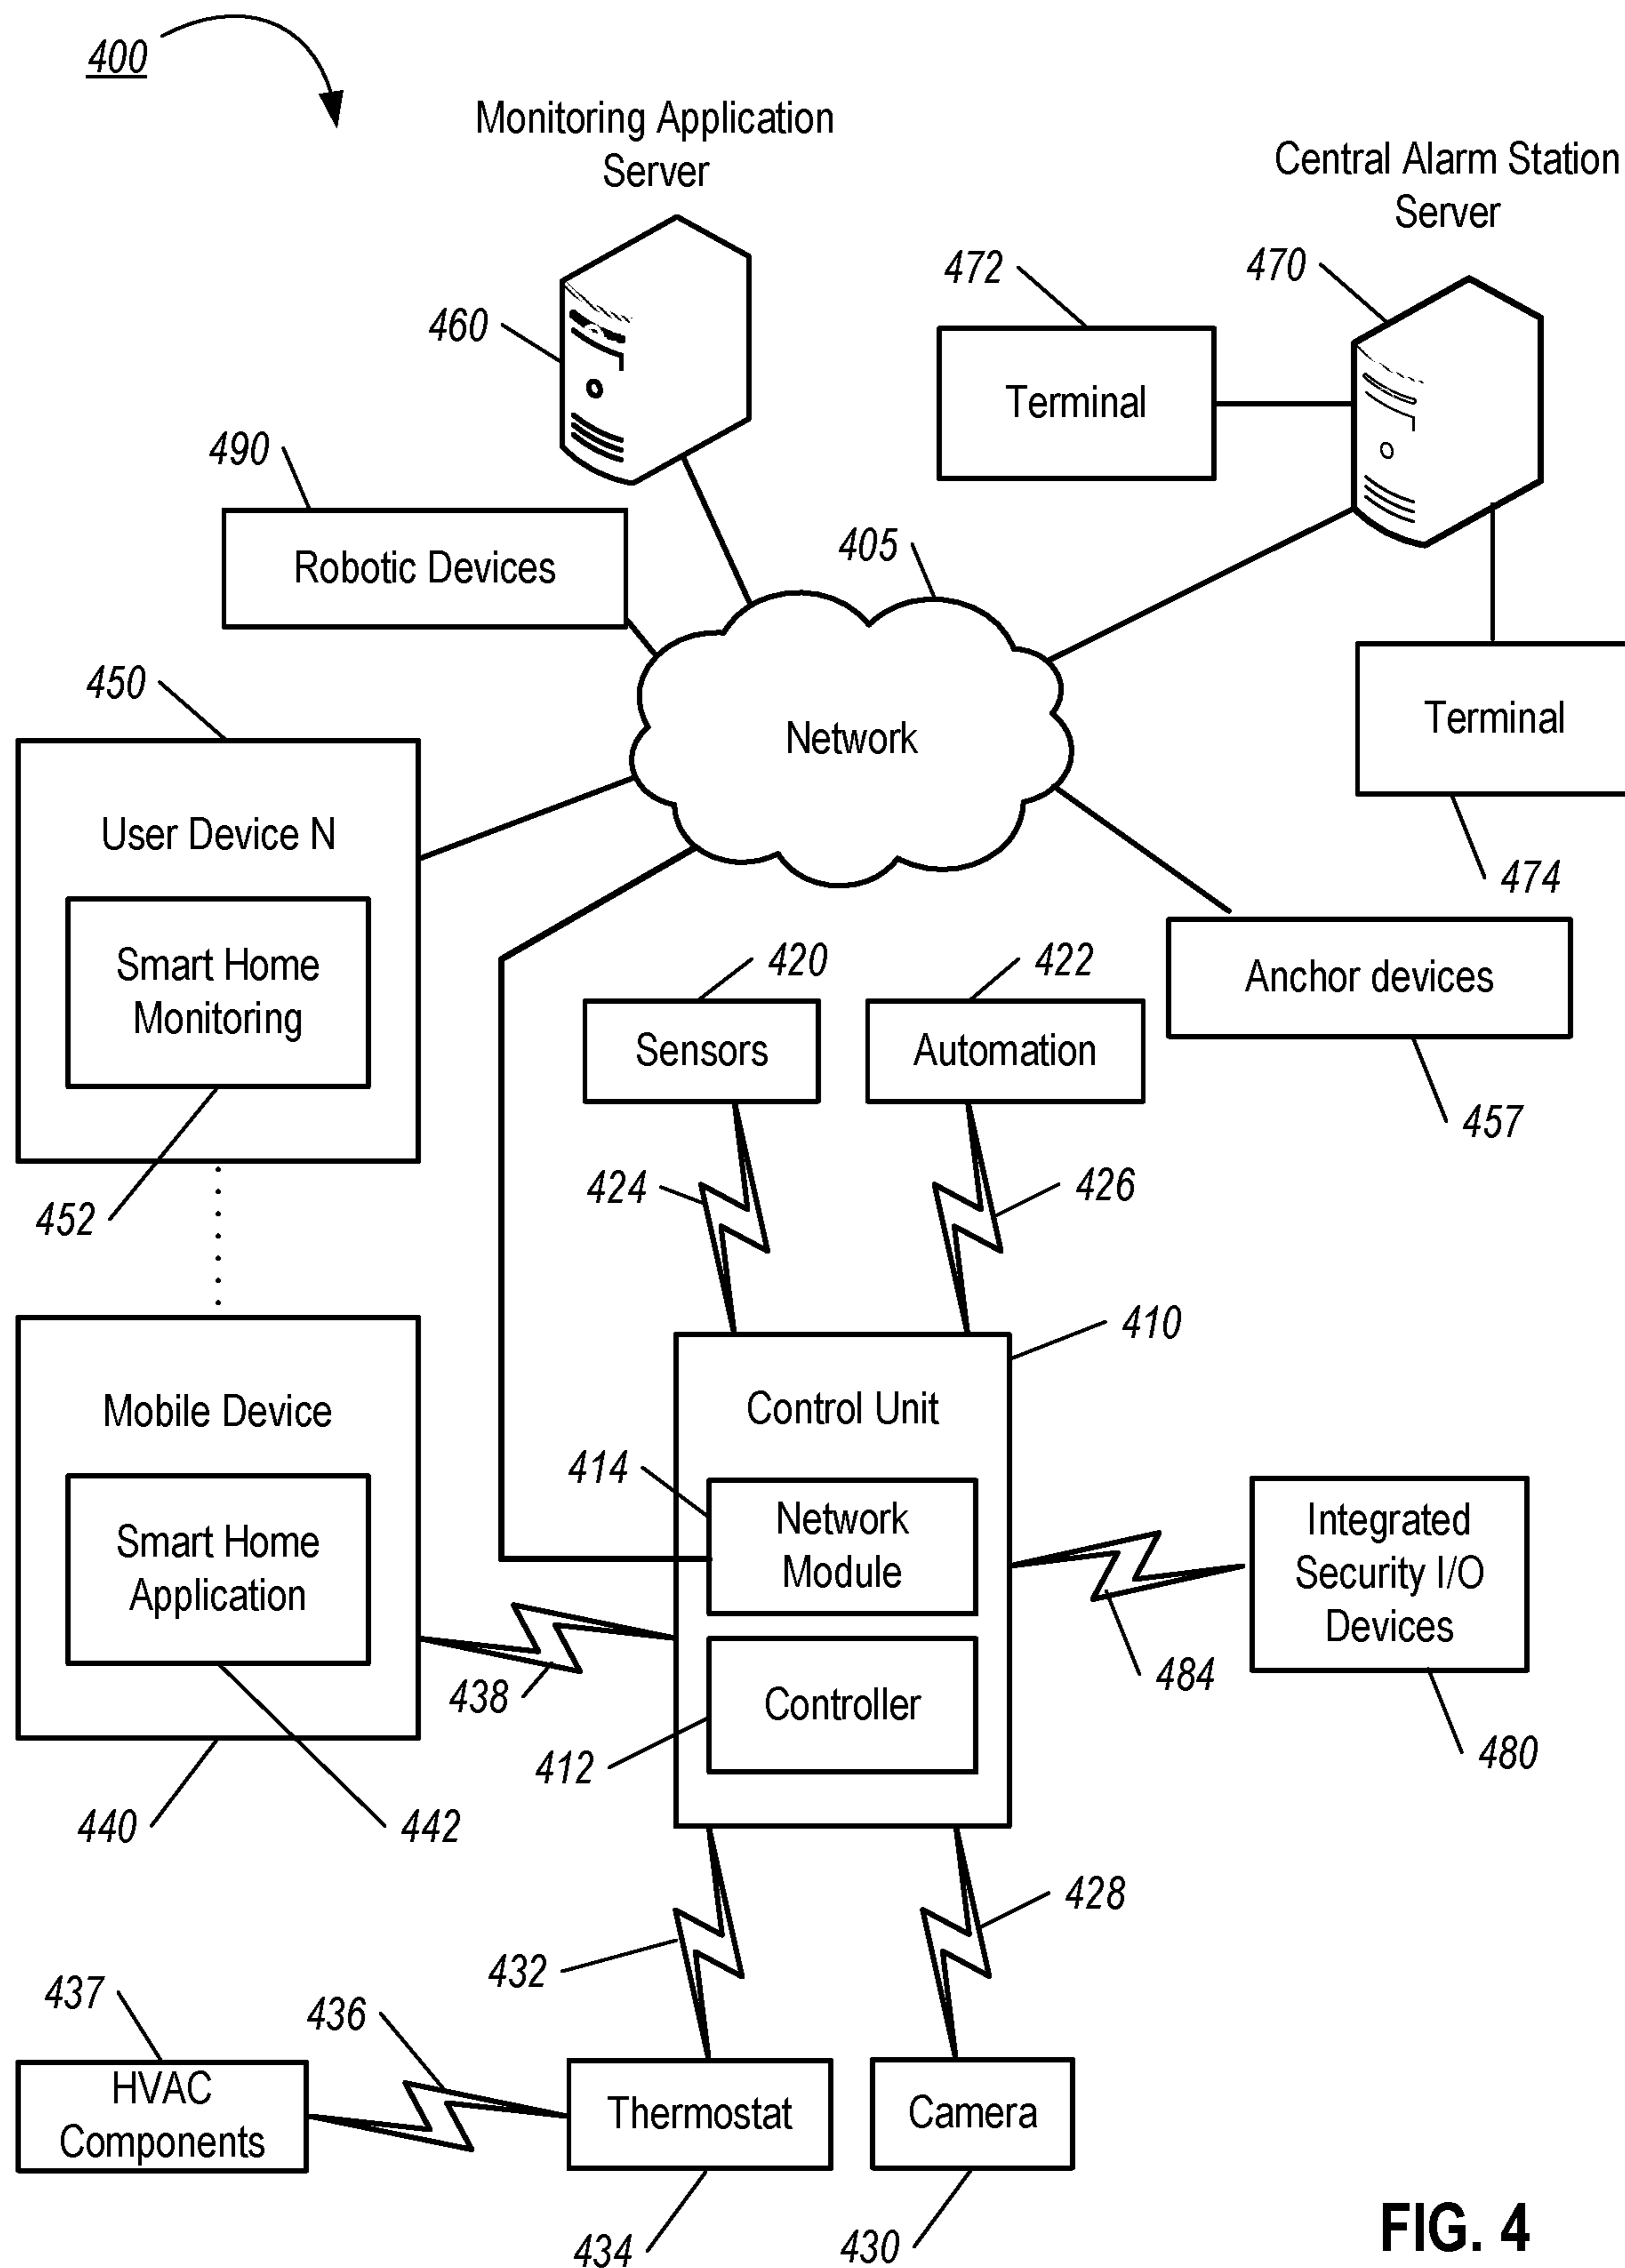 400
Monitoring Application
Server
Central Alarm Station
Server
472
470
460
Terminal
490
405
Robotic Devices
450
Network
Terminal
User Device N
474
Smart Home
Monitoring
420
422
Anchor devices
Sensors
Automation
457
424
426
452
410
Mobile Device
Control Unit
414
Network
Module
Integrated
Security I/O
Devices
Smart Home
Application
438
484
Controller
412
480
440
442
428
432
437
436
HVAC
Components
Thermostat
Camera
434
430
FIG. 4